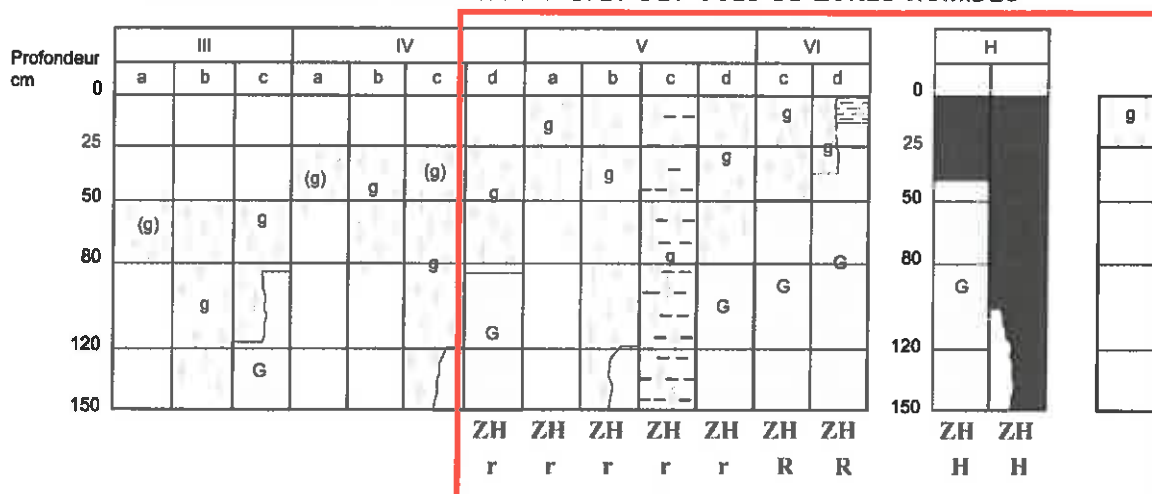 III IV V VI H
Profondeur
cm
a b c a b c d a b c d c d
0 0
g g g
25 25
(g) g (g) g g g g
50 50
(g) g
80 g g G 80
g G G G G
120 G 120
150 150
ZH ZH ZH ZH ZH ZH ZH ZH ZH
r r r r r R R H H